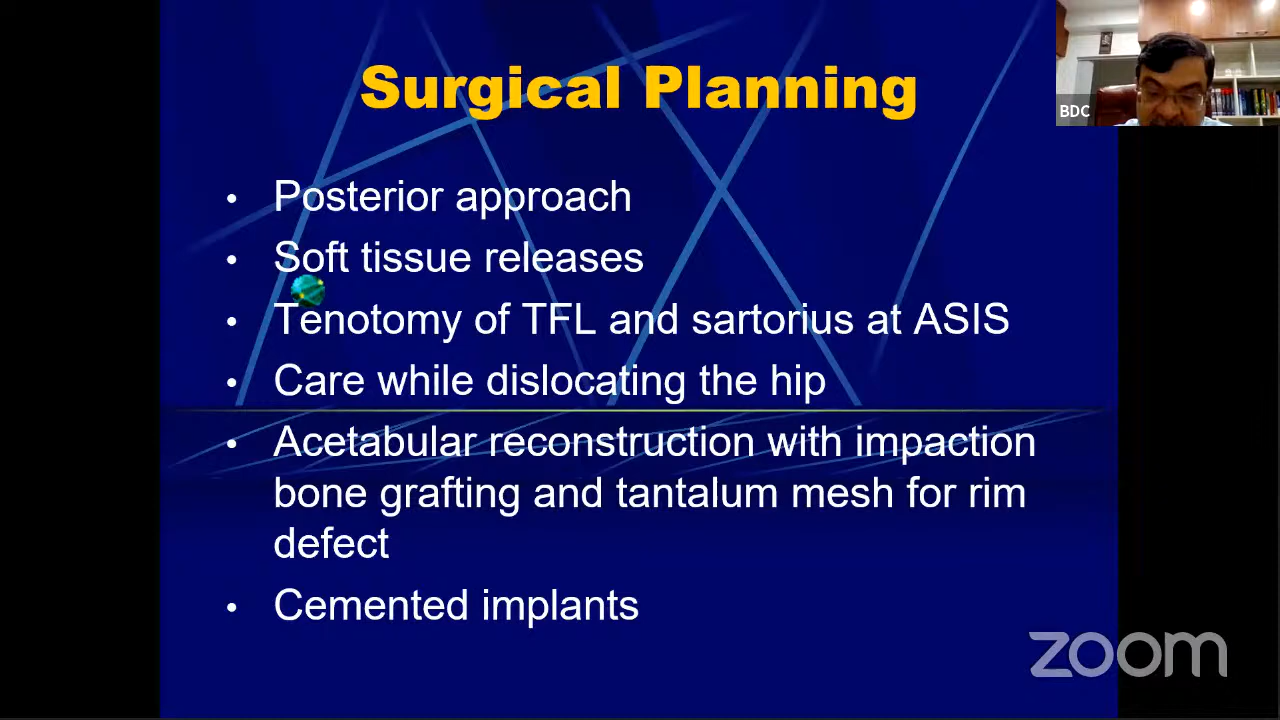 Surgical Planning
BDC
• Posterior approach
• Soft tissue releases
• Tenotomy of TFL and sartorius at ASIS
• Care while dislocating the hip
• Acetabular reconstruction with impaction
bone grafting and tantalum mesh for rim
defect
• Cemented implants
zoom